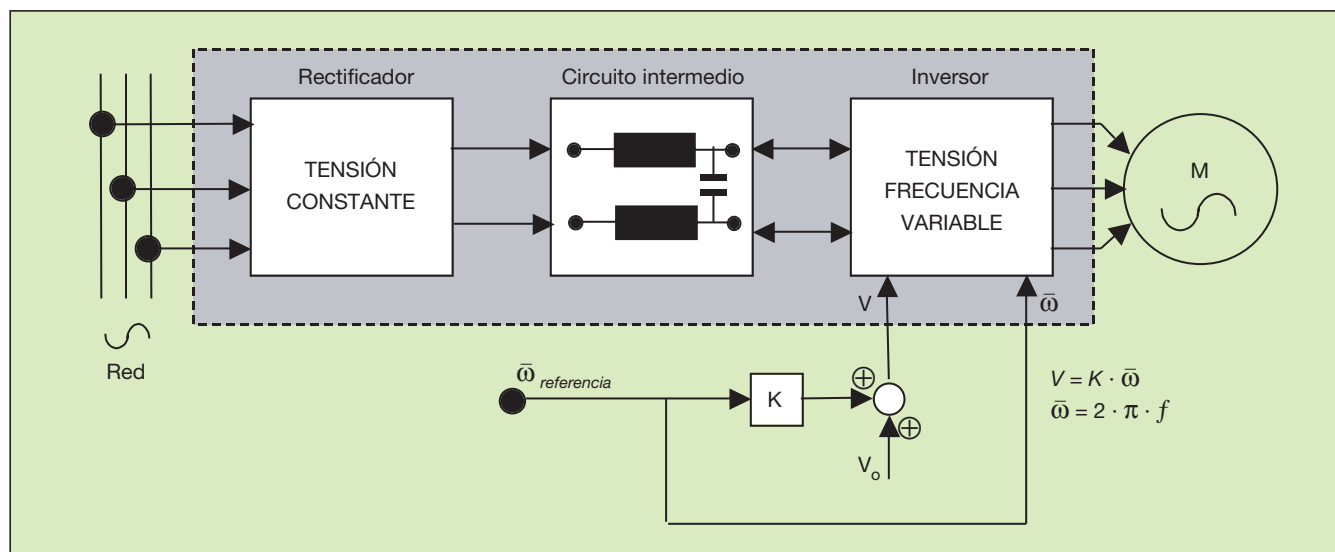 Rectificador
Circuito intermedio
Inversor
TENSIÓN
CONSTANTE
TENSIÓN
FRECUENCIA
VARIABLE
M
Red
V
ω̄
ω̄ referencia
K
⊕
⊕
Vo
V = K · ω̄
ω̄ = 2 · π · f